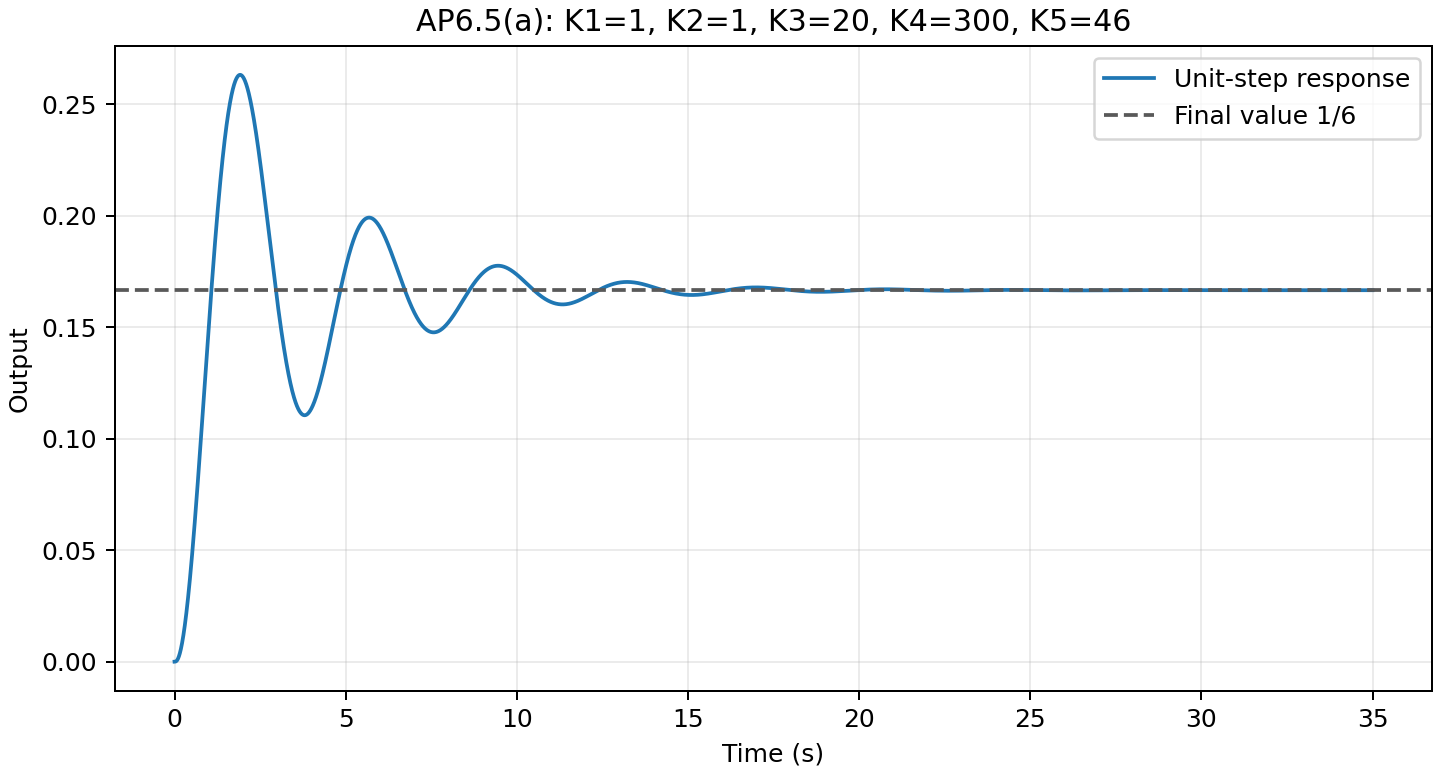 AP6.5(a): K1=1, K2=1, K3=20, K4=300, K5=46
Unit-step response
Final value 1/6
Output
0.25
0.20
0.15
0.10
0.05
0.00
0 5 10 15 20 25 30 35
Time (s)